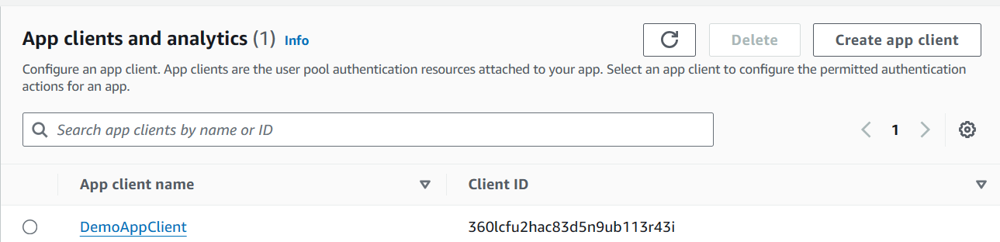 App clients and analytics (1) Info
Delete
Create app client
Configure an app client. App clients are the user pool authentication resources attached to your app. Select an app client to configure the permitted authentication
actions for an app.
Search app clients by name or ID
1
App client name
Client ID
DemoAppClient
360lcfu2hac83d5n9ub113r43i